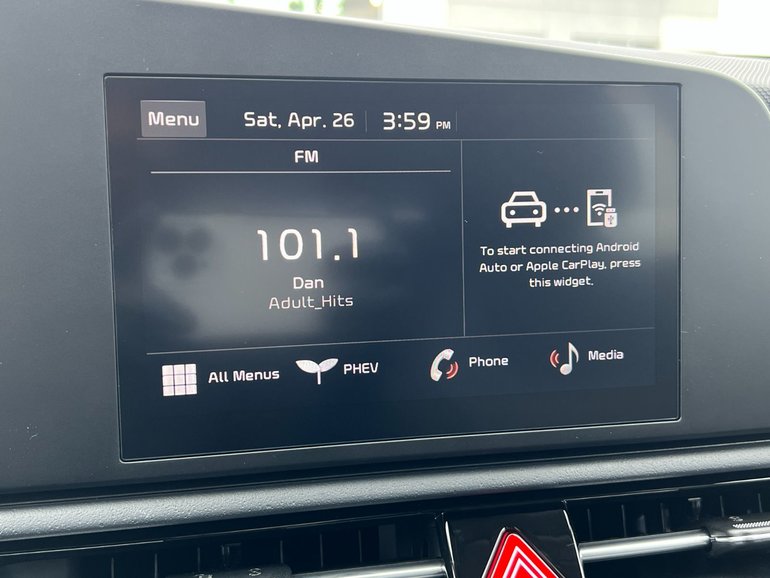 Menu Sat, Apr. 26 3:59 PM
FM
101.1
Dan
Adult_Hits
To start connecting Android
Auto or Apple CarPlay, press
this widget.
All Menus PHEV Phone Media